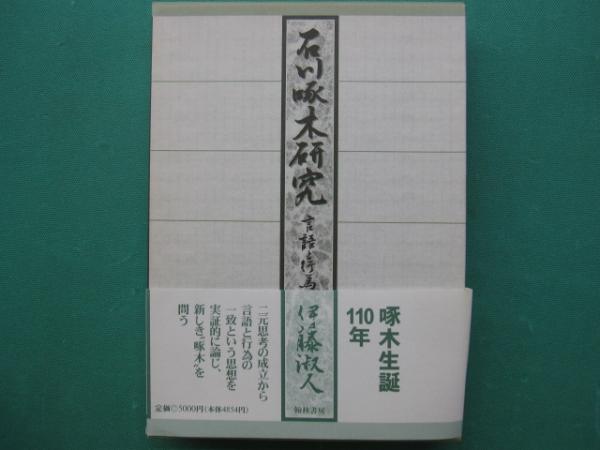 石川啄木研究
言語と行為
伊藤淑人
翰林書房
啄木生誕
110年
二元思考の成立から
言語と行為の
一致という思想を
実証的に論じ、
新しき“啄木”を
問う
定価◎5000円(本体4854円)